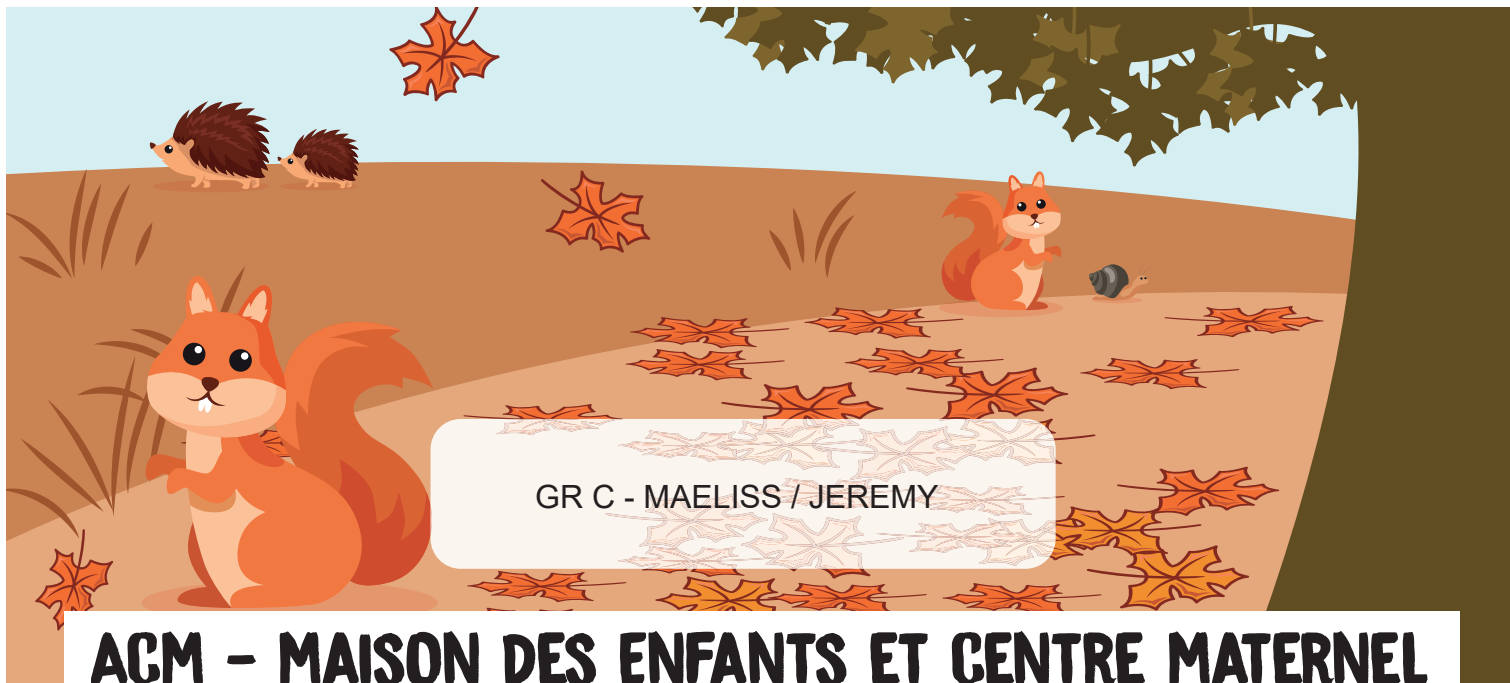 GR C - MAELISS / JEREMY
ACM - MAISON DES ENFANTS ET CENTRE MATERNEL